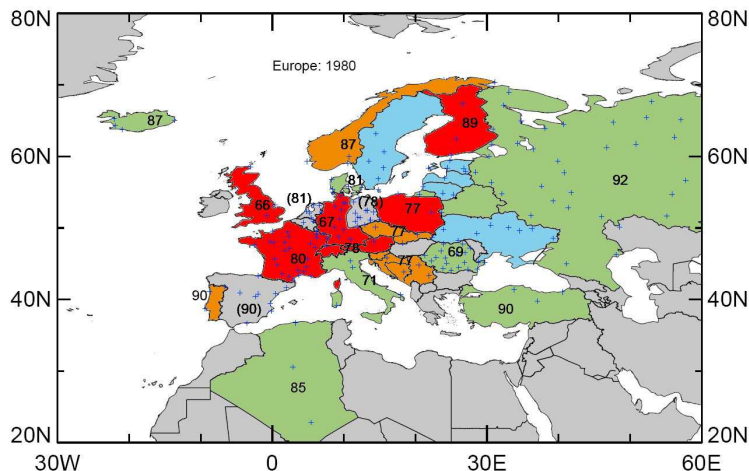 80N 80N
Europe: 1980
87 87 89
60N 81 92 60N
66 (81) (78) 77
67 77
80 78 77 69
71
40N 90 (90) 90 40N
85
20N 20N
30W 0 30E 60E